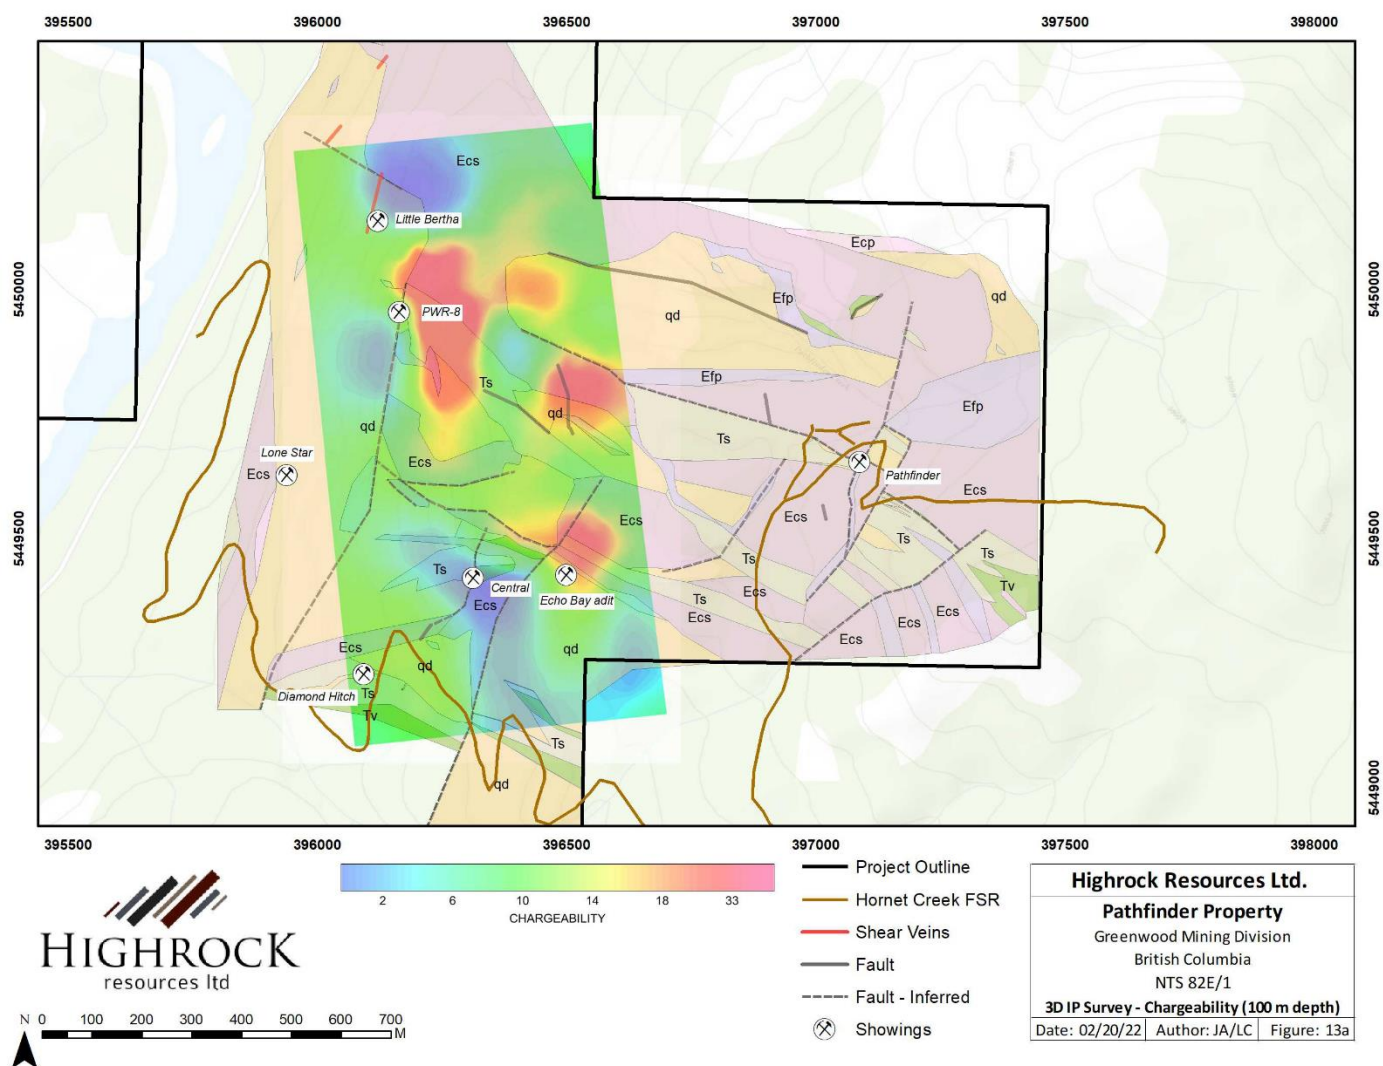 395500 396000 396500 397000 397500 398000
Ecs
Little Bertha
Ecp
5450000
5450000
Efp
qd
qd
PWR-8
Ts
Efp
Efp
qd
qd
Ts
Lone Star
Ecs
Ecs
Pathfinder
Ecs
Ecs
Ecs
5449500
5449500
Ts
Ts
Ts
Ts
Central
Echo Bay adit
Ecs
Tv
Ts
Ecs
Ecs
Ecs
Ecs
Ecs
Ecs
qd
qd
Diamond Hitch
Ts
Tv
Ts
qd
5449000
5449000
395500 396000 396500 397000 397500 398000
HIGHROCK
resources ltd
2 6 10 14 18 33
CHARGEABILITY
N 0 100 200 300 400 500 600 700
M
Project Outline
Hornet Creek FSR
Shear Veins
Fault
Fault - Inferred
Showings
Highrock Resources Ltd.
Pathfinder Property
Greenwood Mining Division
British Columbia
NTS 82E/1
3D IP Survey - Chargeability (100 m depth)
Date: 02/20/22 Author: JA/LC Figure: 13a